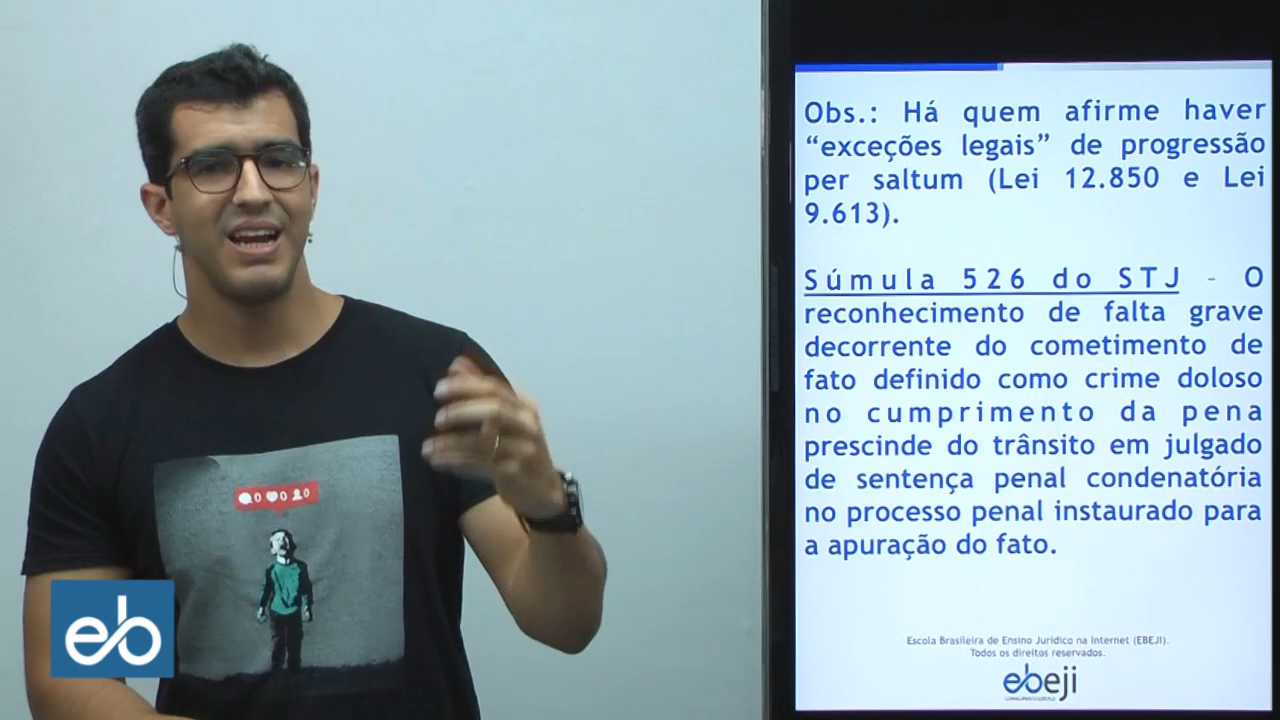 0 0 0
eb
Obs.: Há quem afirme haver
“exceções legais” de progressão
per saltum (Lei 12.850 e Lei
9.613).
Súmula 526 do STJ - O
reconhecimento de falta grave
decorrente do cometimento de
fato definido como crime doloso
no cumprimento da pena
prescinde do trânsito em julgado
de sentença penal condenatória
no processo penal instaurado para
a apuração do fato.
Escola Brasileira de Ensino Jurídico na Internet (EBEJI).
Todos os direitos reservados.
ebeji